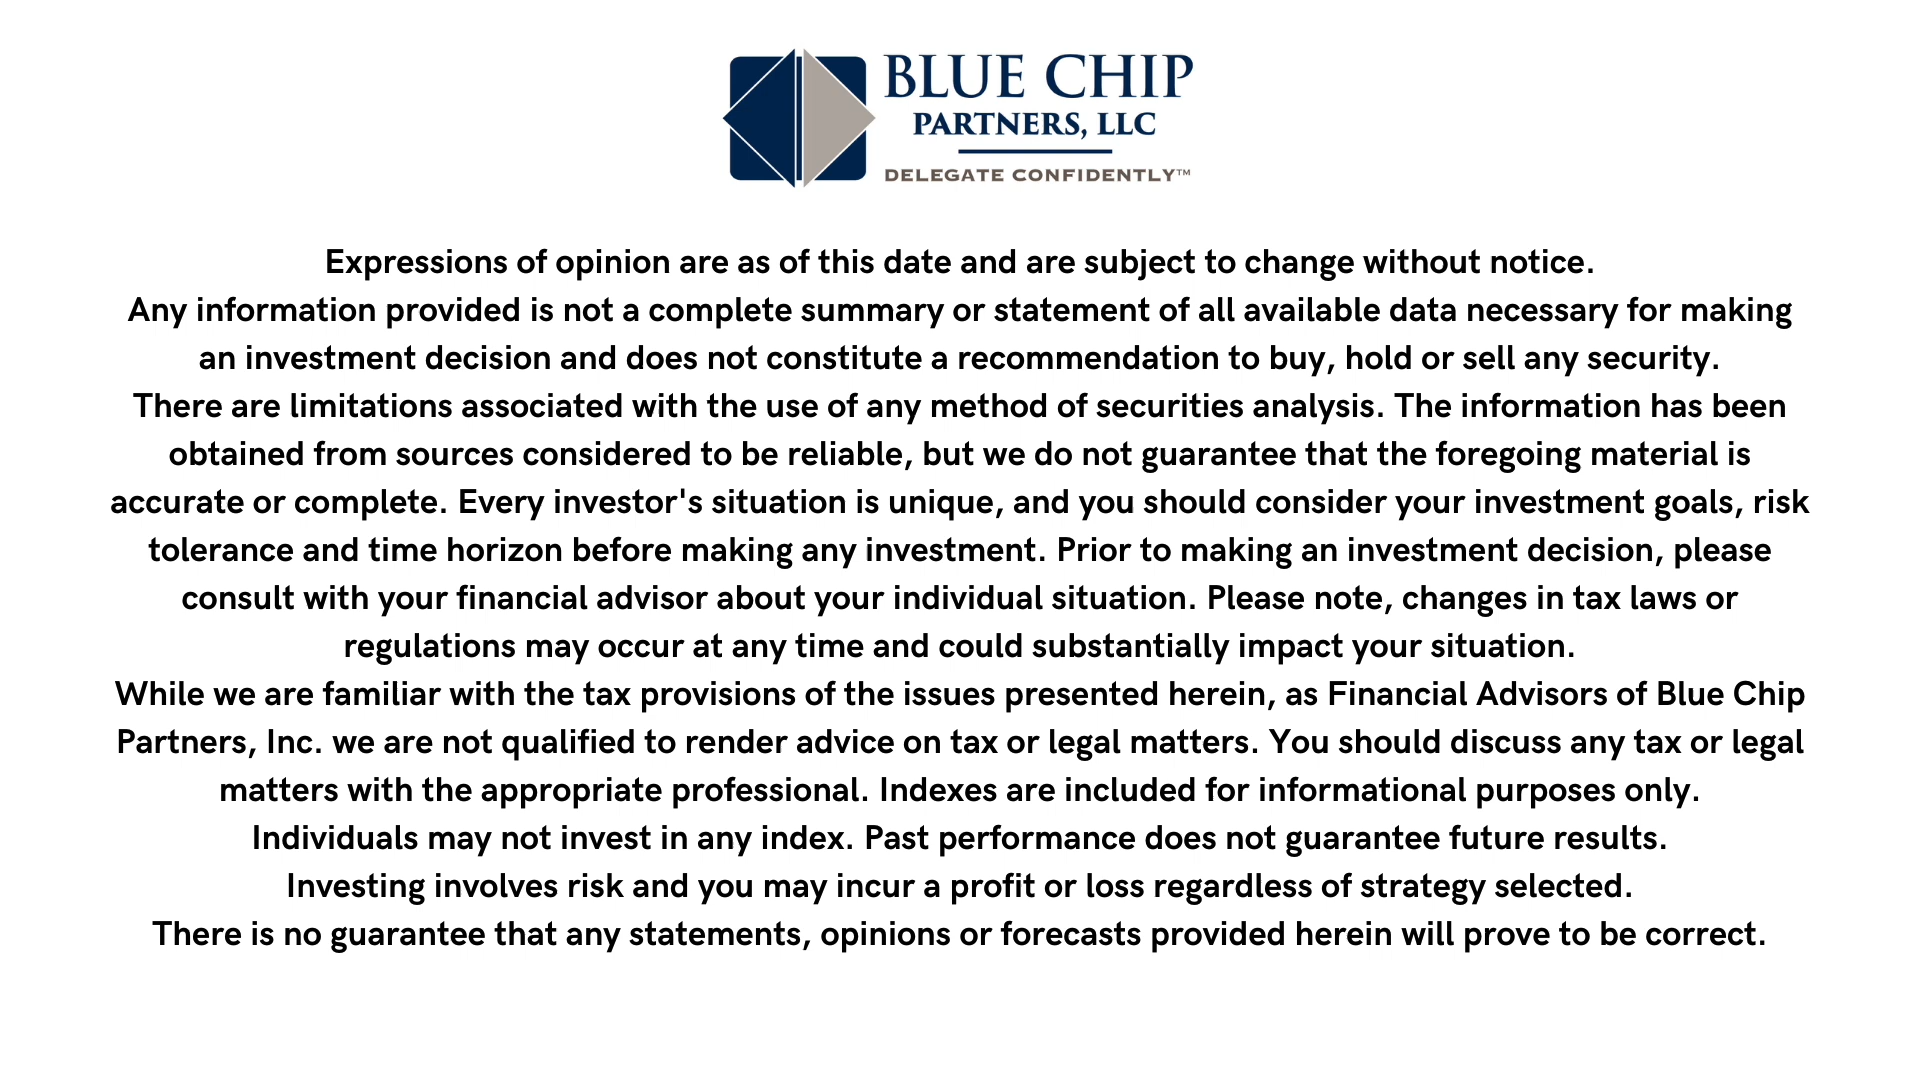 BLUE CHIP
PARTNERS, LLC
DELEGATE CONFIDENTLY™
Expressions of opinion are as of this date and are subject to change without notice.
Any information provided is not a complete summary or statement of all available data necessary for making
an investment decision and does not constitute a recommendation to buy, hold or sell any security.
There are limitations associated with the use of any method of securities analysis. The information has been
obtained from sources considered to be reliable, but we do not guarantee that the foregoing material is
accurate or complete. Every investor's situation is unique, and you should consider your investment goals, risk
tolerance and time horizon before making any investment. Prior to making an investment decision, please
consult with your financial advisor about your individual situation. Please note, changes in tax laws or
regulations may occur at any time and could substantially impact your situation.
While we are familiar with the tax provisions of the issues presented herein, as Financial Advisors of Blue Chip
Partners, Inc. we are not qualified to render advice on tax or legal matters. You should discuss any tax or legal
matters with the appropriate professional. Indexes are included for informational purposes only.
Individuals may not invest in any index. Past performance does not guarantee future results.
Investing involves risk and you may incur a profit or loss regardless of strategy selected.
There is no guarantee that any statements, opinions or forecasts provided herein will prove to be correct.